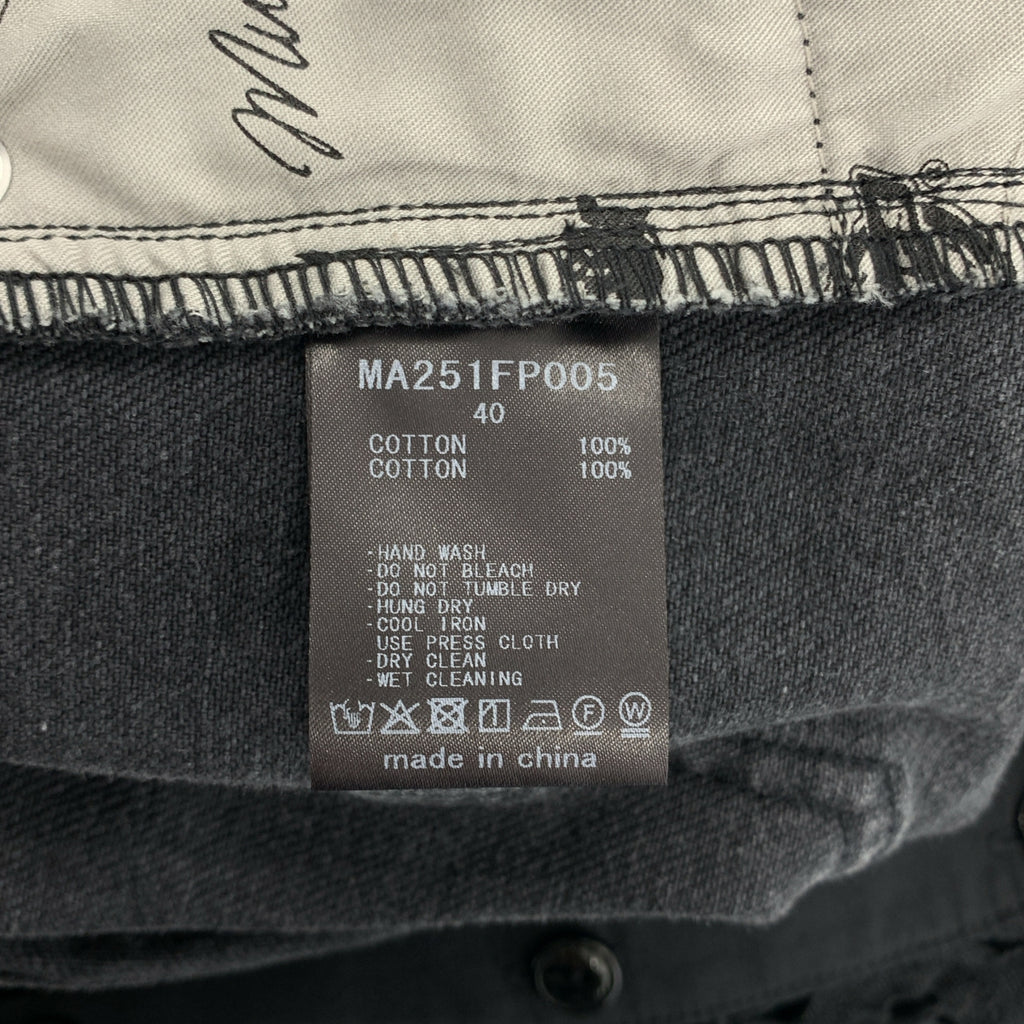 MA251FP005
40
COTTON 100%
COTTON 100%
-HAND WASH
-DO NOT BLEACH
-DO NOT TUMBLE DRY
-HUNG DRY
-COOL IRON
USE PRESS CLOTH
-DRY CLEAN
-WET CLEANING
F W
made in china